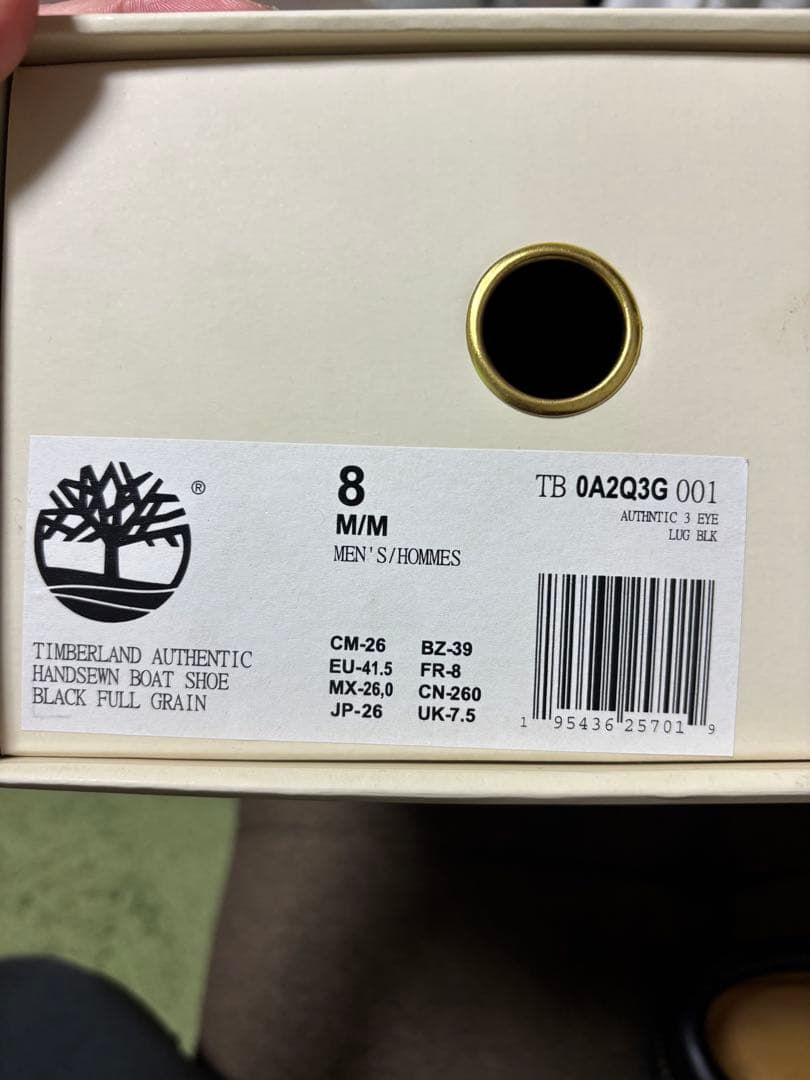 ®
8
M/M
MEN'S/HOMMES
TB 0A2Q3G 001
AUTHNTIC 3 EYE
LUG BLK
TIMBERLAND AUTHENTIC
HANDSEWN BOAT SHOE
BLACK FULL GRAIN
CM-26 BZ-39
EU-41.5 FR-8
MX-26,0 CN-260
JP-26 UK-7.5
1 95436 25701 9